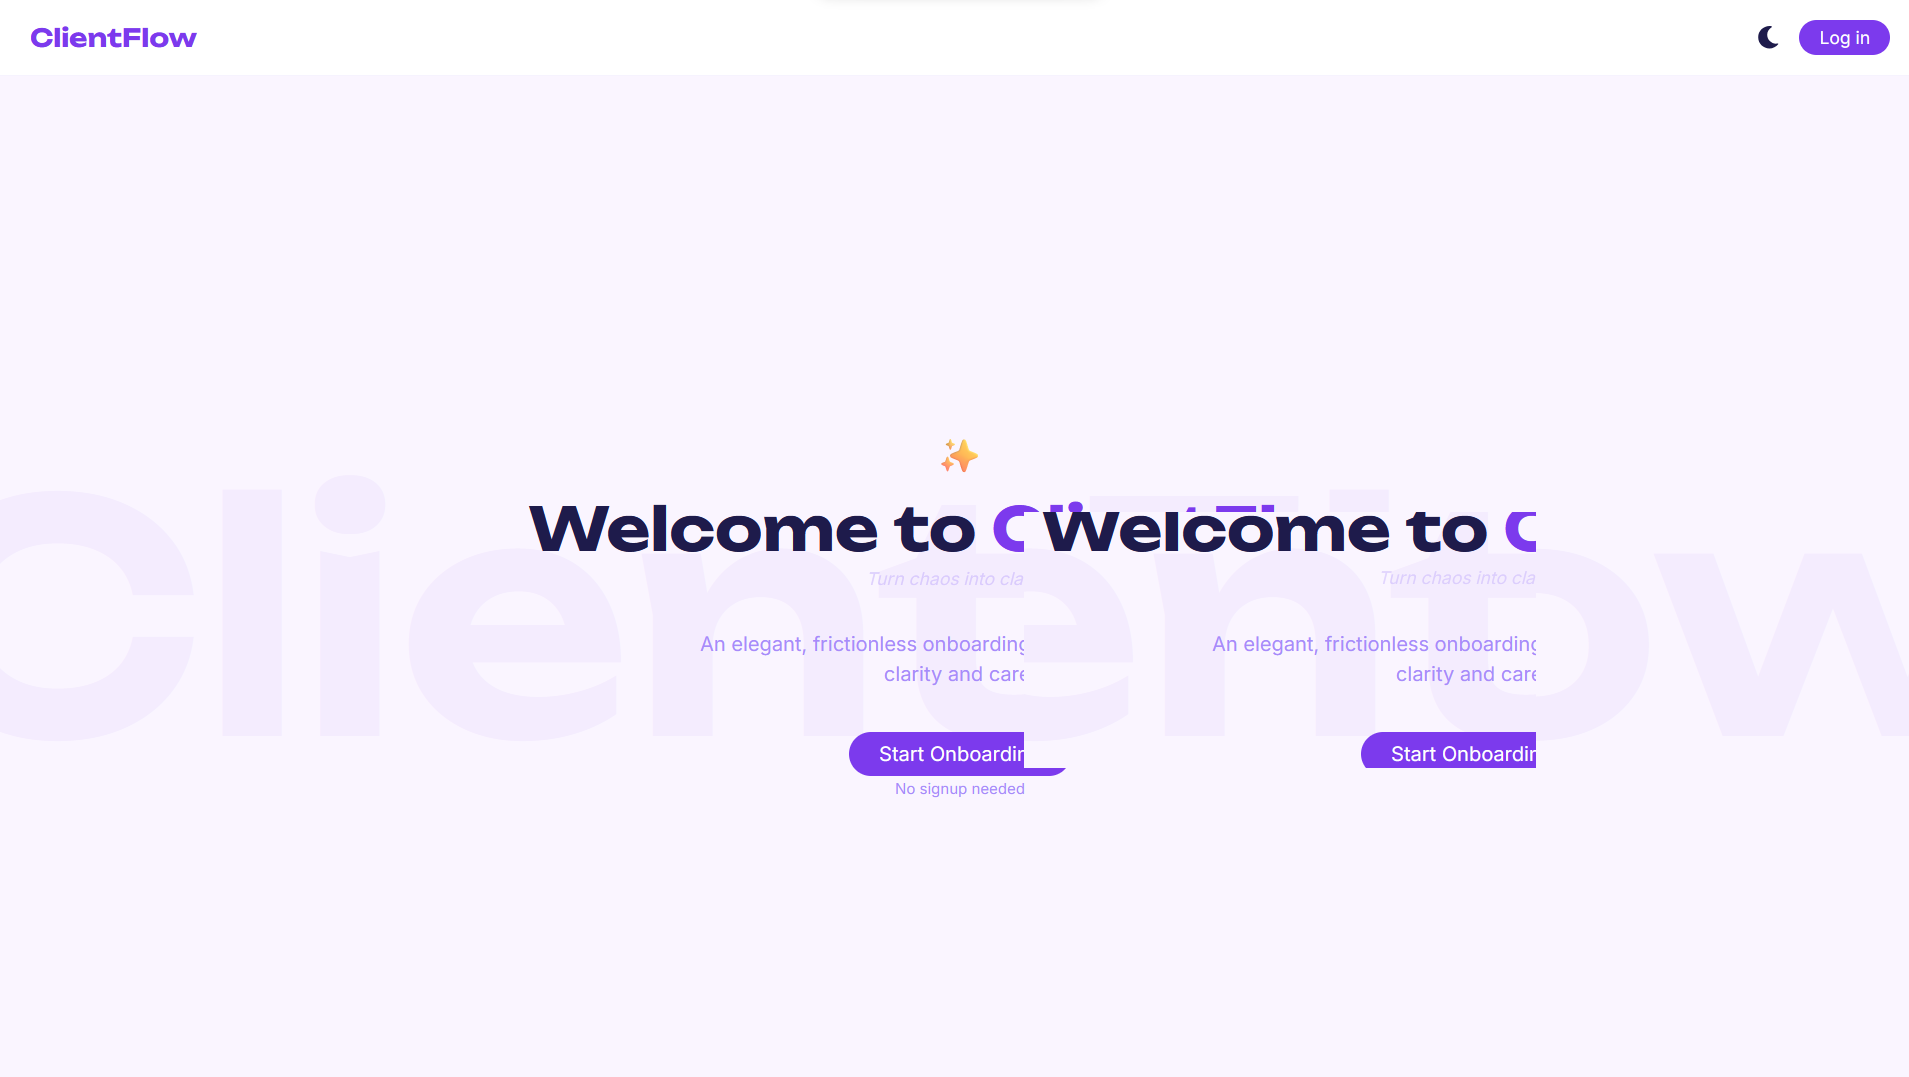 ClientFlow
Log in
Welcome to C Welcome to C
Turn chaos into cla Turn chaos into cla
An elegant, frictionless onboarding An elegant, frictionless onboarding
clarity and care clarity and care
Start Onboardin Start Onboardin
No signup needed
Cliententow